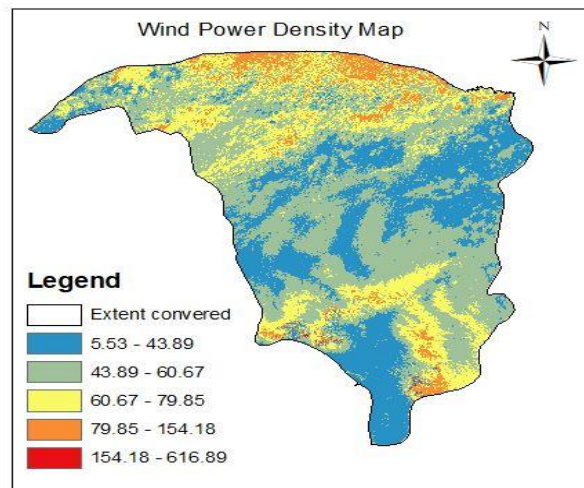 Wind Power Density Map
N
Legend
Extent convered
5.53 - 43.89
43.89 - 60.67
60.67 - 79.85
79.85 - 154.18
154.18 - 616.89